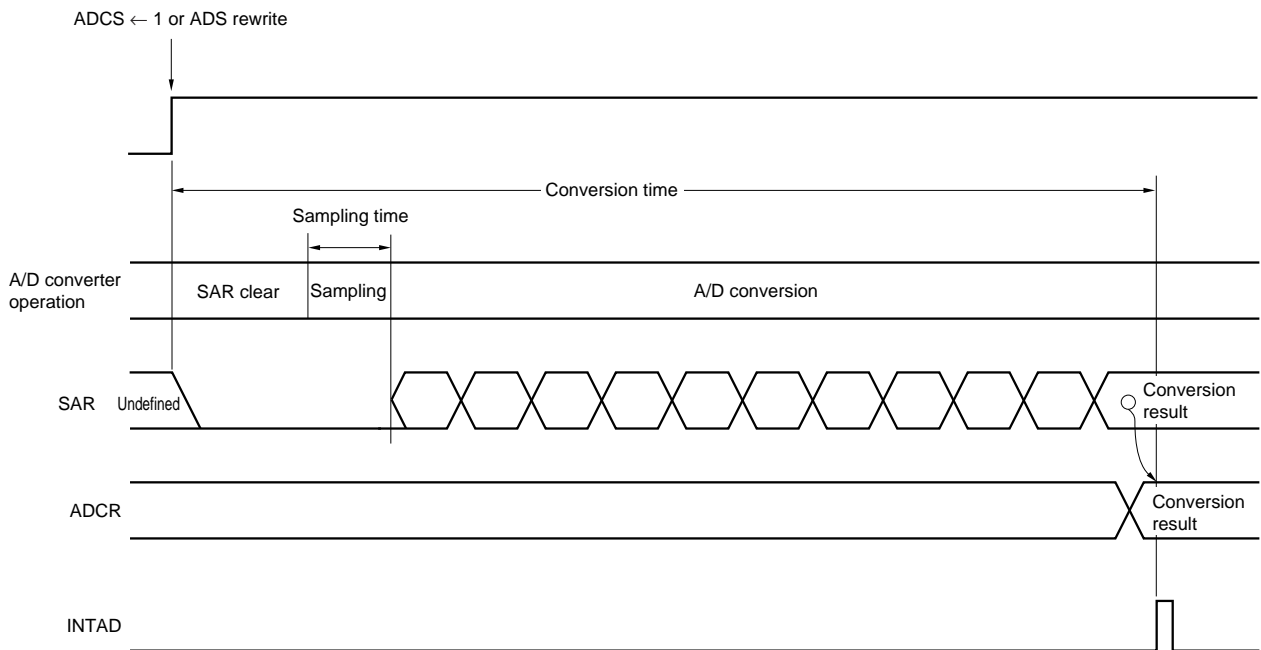 ADCS ← 1 or ADS rewrite
Conversion time
Sampling time
A/D converter
operation
SAR clear
Sampling
A/D conversion
SAR
Undefined
Conversion
result
ADCR
Conversion
result
INTAD